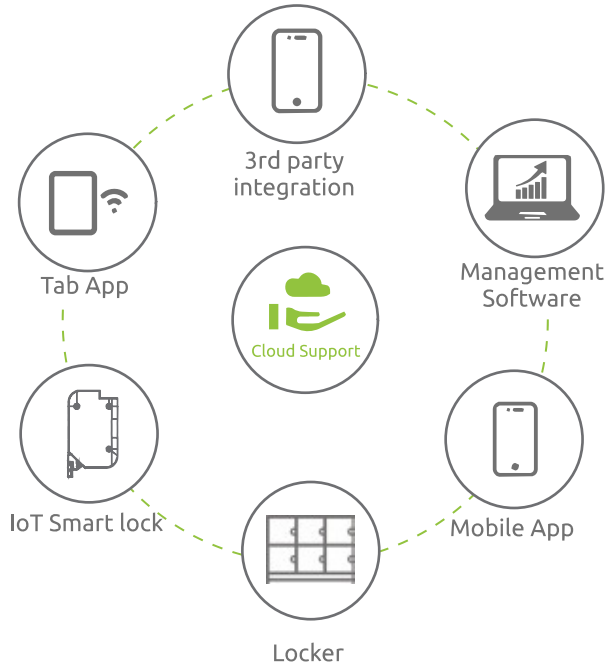 3rd party
integration
Tab App
Management
Software
Cloud Support
IoT Smart lock
Mobile App
Locker